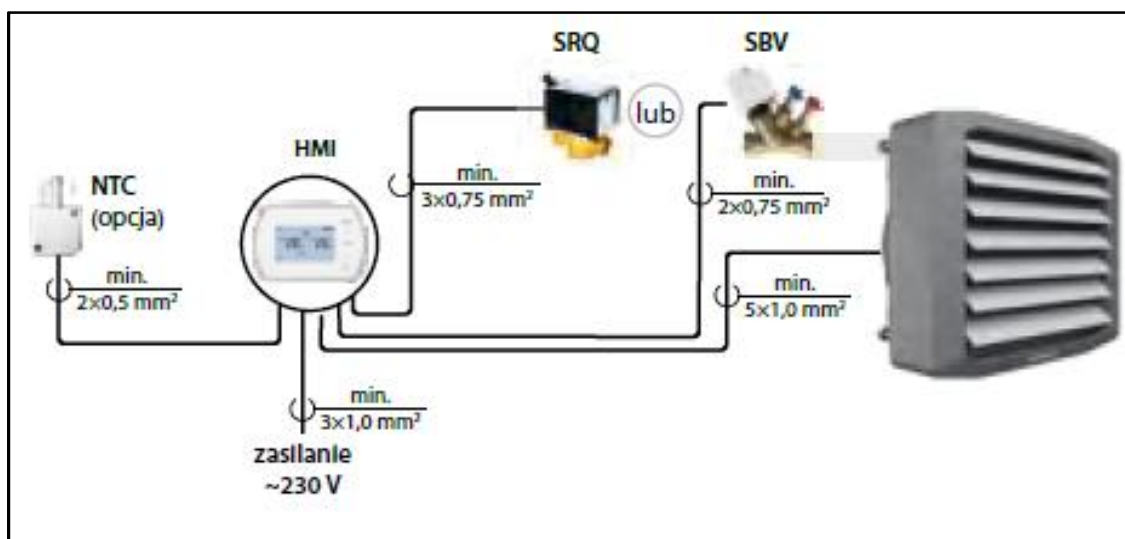 SRQ
SBV
lub
HMI
NTC
(opcja)
min.
3×0,75 mm²
min.
2×0,75 mm²
min.
2×0,5 mm²
min.
5×1,0 mm²
min.
3×1,0 mm²
zasilanie
~230 V